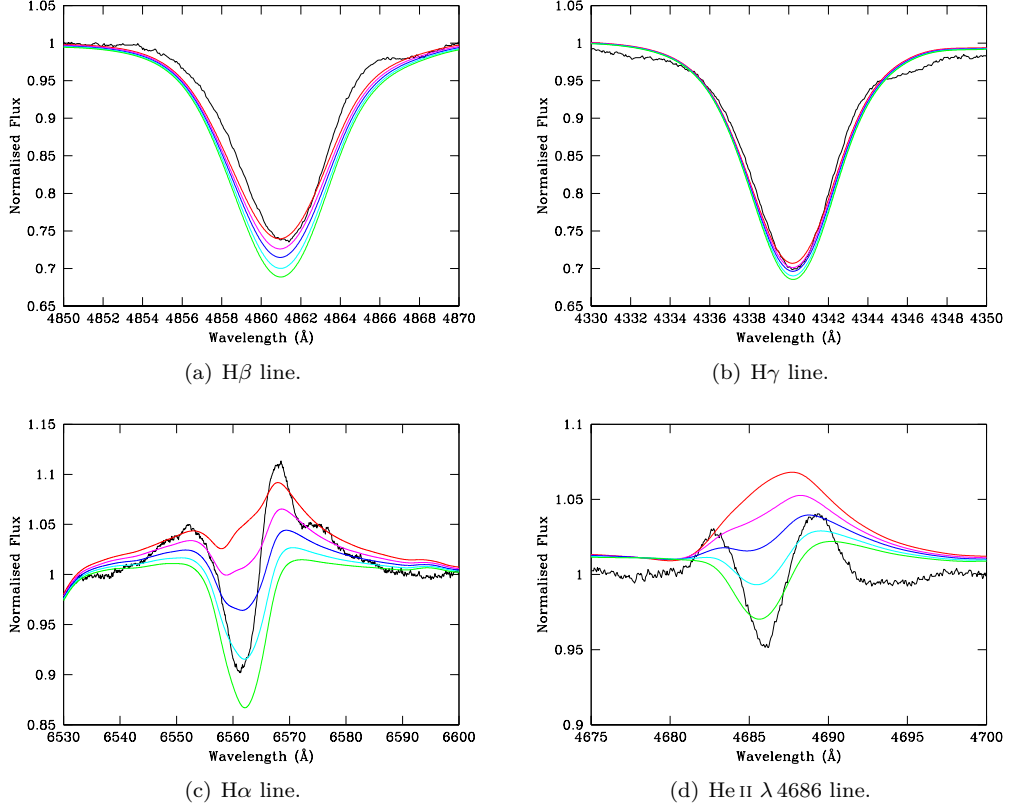 1.05
1
0.95
0.9
0.85
0.8
0.75
0.7
0.65
Normalised Flux
4850 4852 4854 4856 4858 4860 4862 4864 4866 4868 4870
Wavelength (Å)
(a) Hβ line.
1.05
1
0.95
0.9
0.85
0.8
0.75
0.7
0.65
Normalised Flux
4330 4332 4334 4336 4338 4340 4342 4344 4346 4348 4350
Wavelength (Å)
(b) Hγ line.
1.15
1.1
1.05
1
0.95
0.9
0.85
Normalised Flux
6530 6540 6550 6560 6570 6580 6590 6600
Wavelength (Å)
(c) Hα line.
1.1
1.05
1
0.95
0.9
Normalised Flux
4675 4680 4685 4690 4695 4700
Wavelength (Å)
(d) He II λ 4686 line.